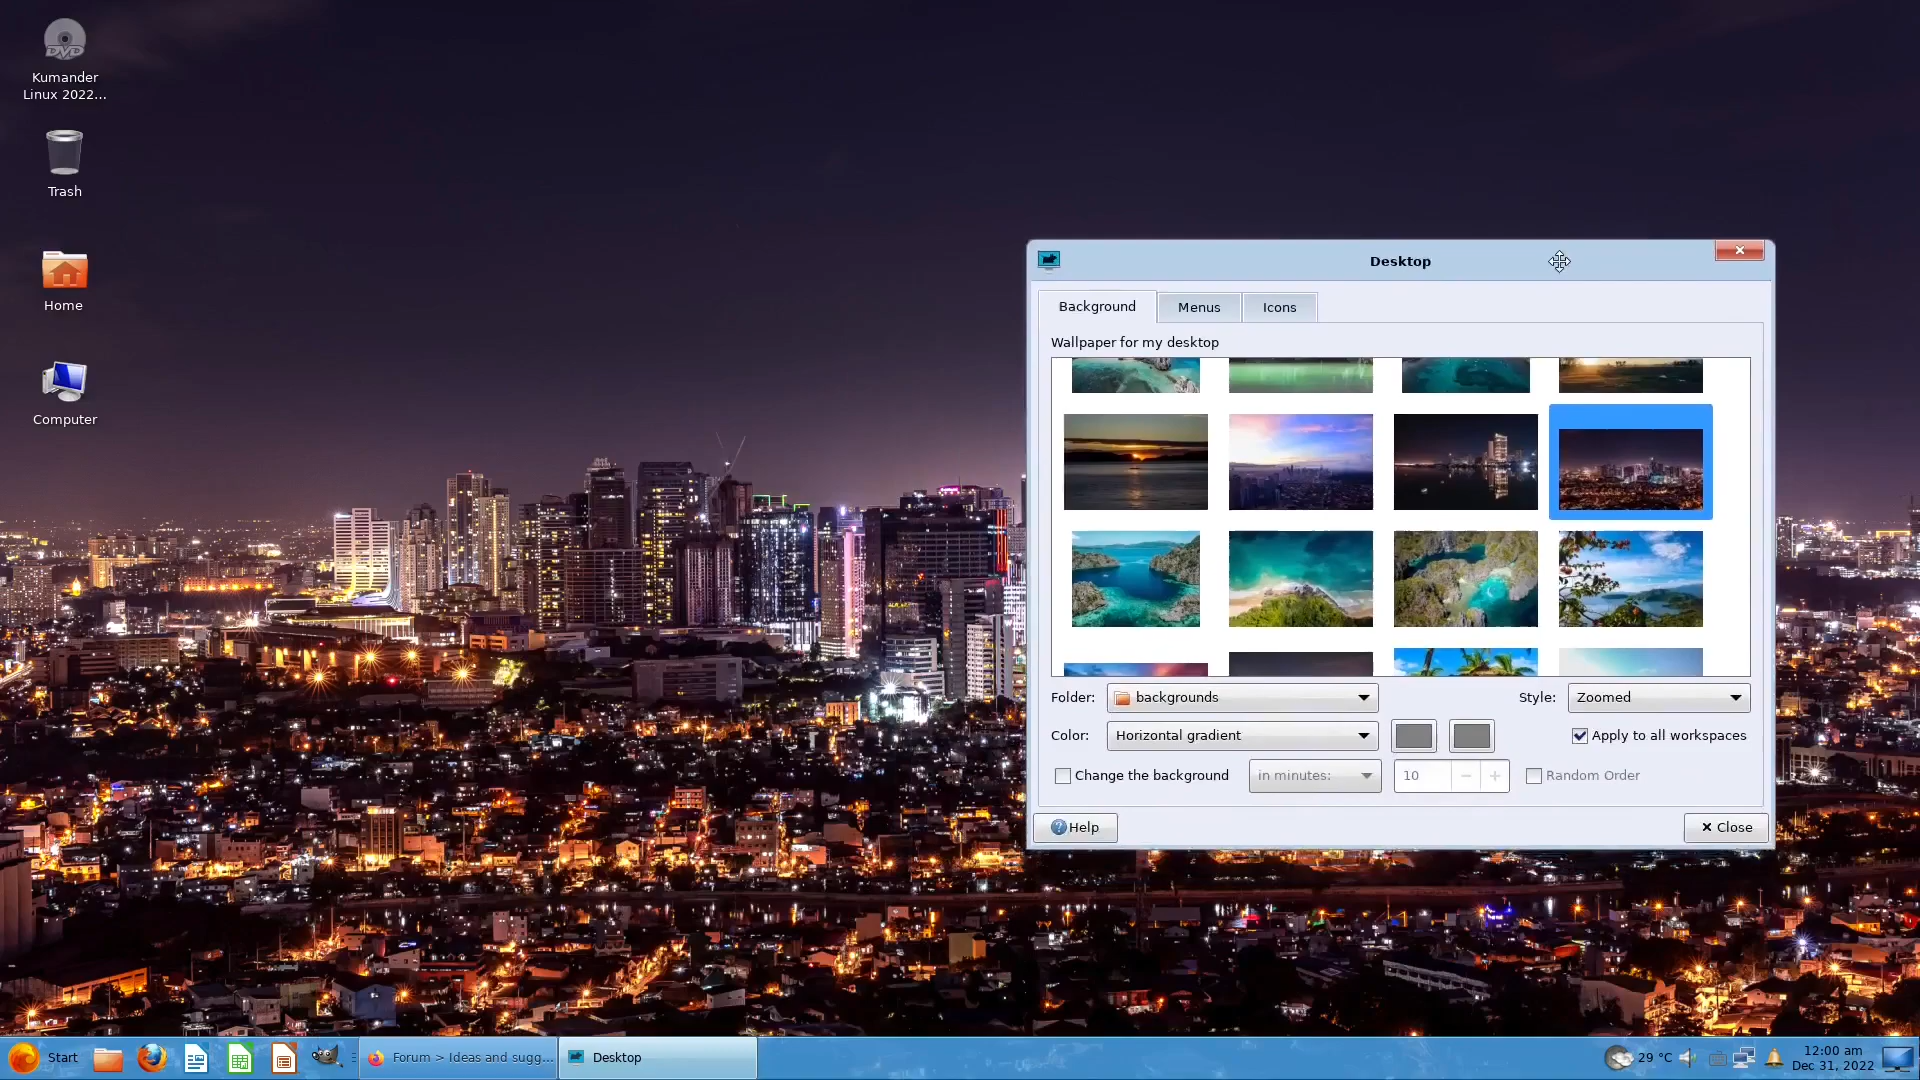 Kumander
Linux 2022...
Trash
Home
Computer
Desktop
Background
Menus
Icons
Wallpaper for my desktop
Folder:
backgrounds
Style:
Zoomed
Color:
Horizontal gradient
Apply to all workspaces
Change the background
in minutes:
10
Random Order
Help
Close
Start
Forum > Ideas and sugg...
Desktop
29 °C
12:00 am
Dec 31, 2022